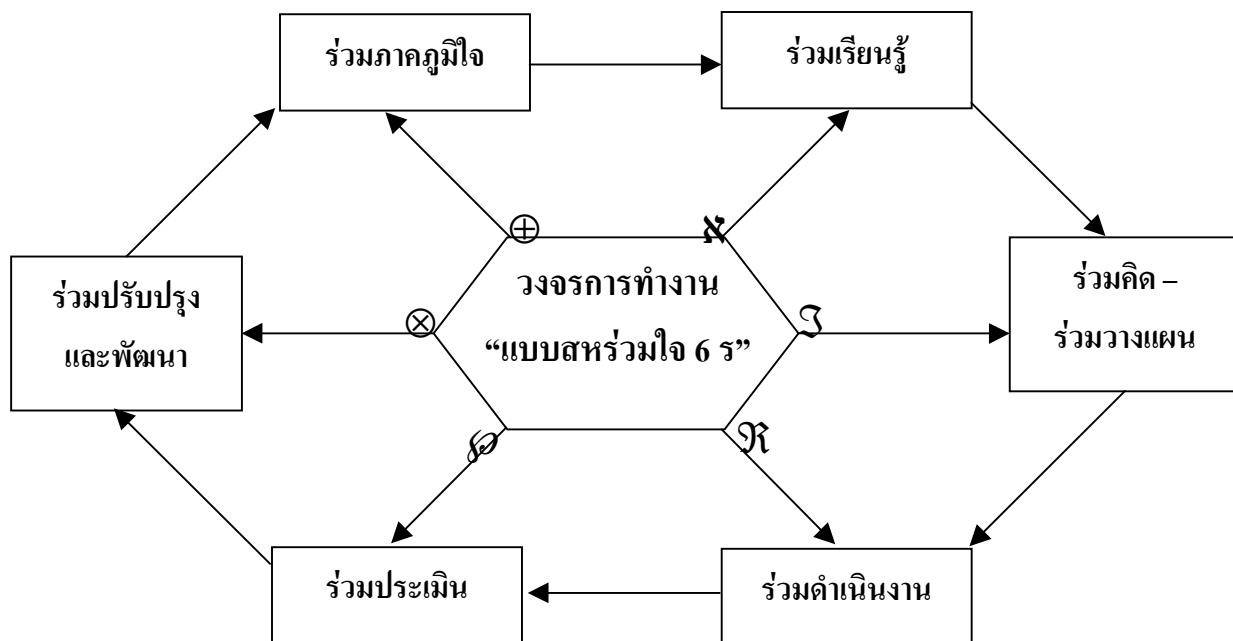 ร่วมภาคภูมิใจ
ร่วมเรียนรู้
⊕
ℵ
วงจรการทำงาน
“แบบสหร่วมใจ 6 ร”
ร่วมคิด –
ร่วมวางแผน
ร่วมปรับปรุง
และพัฒนา
⊗
ℑ
℘
ℜ
ร่วมประเมิน
ร่วมดำเนินงาน